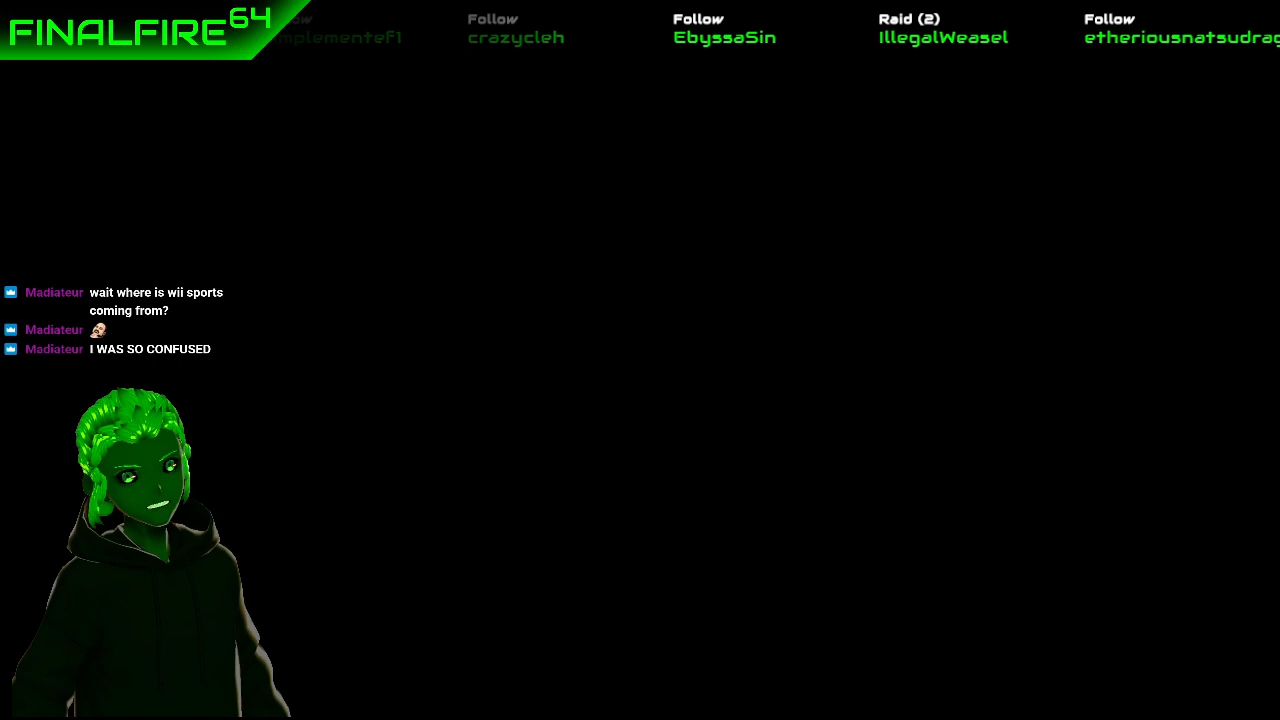 FINALFIRE64
Follow
crazycleh
Follow
EbyssaSin
Raid (2)
IllegalWeasel
Follow
etheriousnatsudrag
Madiateur wait where is wii sports
coming from?
Madiateur
Madiateur I WAS SO CONFUSED